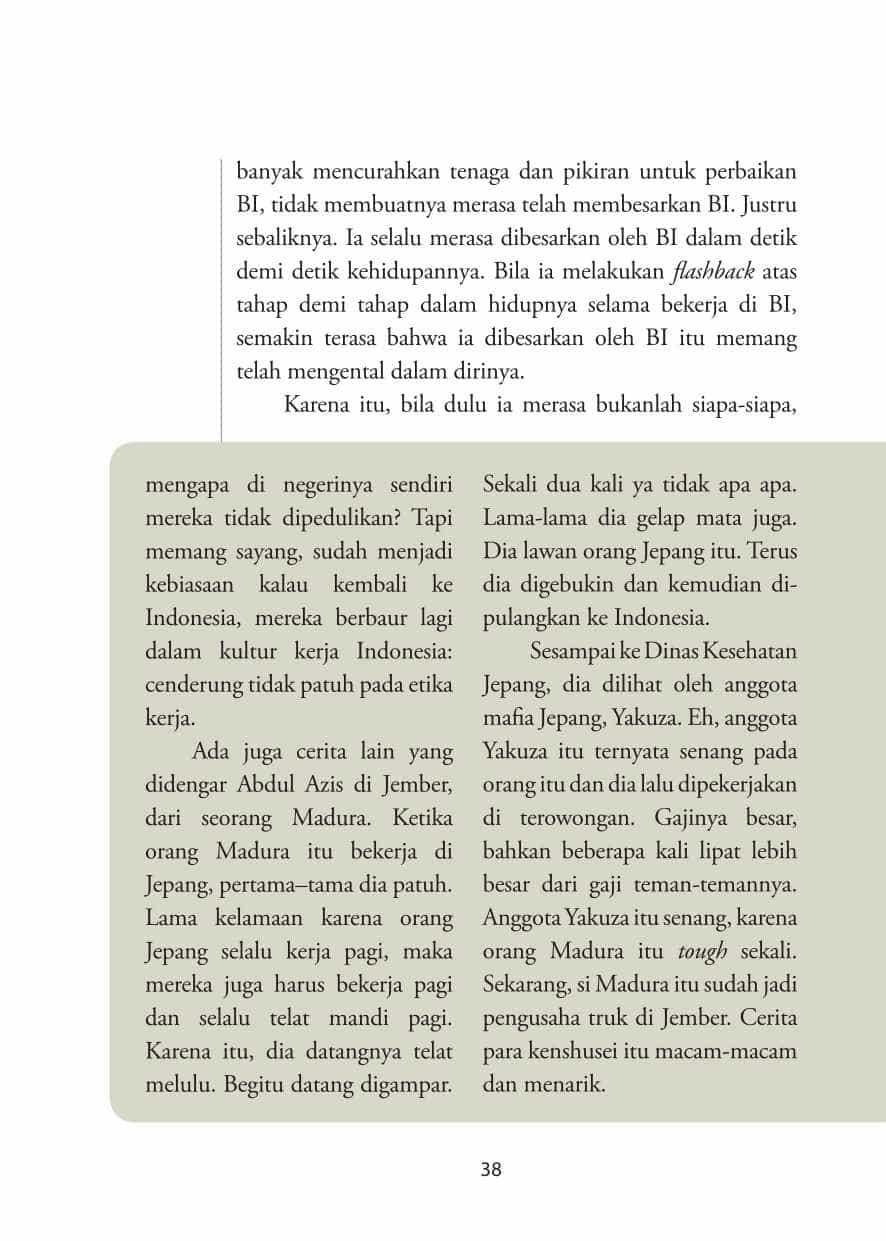 banyak mencurahkan tenaga dan pikiran untuk perbaikan
BI, tidak membuatnya merasa telah membesarkan BI. Justru
sebaliknya. Ia selalu merasa dibesarkan oleh BI dalam detik
demi detik kehidupannya. Bila ia melakukan flashback atas
tahap demi tahap dalam hidupnya selama bekerja di BI,
semakin terasa bahwa ia dibesarkan oleh BI itu memang
telah mengental dalam dirinya.
Karena itu, bila dulu ia merasa bukanlah siapa-siapa,
mengapa di negerinya sendiri
mereka tidak dipedulikan? Tapi
memang sayang, sudah menjadi
kebiasaan kalau kembali ke
Indonesia, mereka berbaur lagi
dalam kultur kerja Indonesia:
cenderung tidak patuh pada etika
kerja.
Ada juga cerita lain yang
didengar Abdul Azis di Jember,
dari seorang Madura. Ketika
orang Madura itu bekerja di
Jepang, pertama–tama dia patuh.
Lama kelamaan karena orang
Jepang selalu kerja pagi, maka
mereka juga harus bekerja pagi
dan selalu telat mandi pagi.
Karena itu, dia datangnya telat
melulu. Begitu datang digampar.
Sekali dua kali ya tidak apa apa.
Lama-lama dia gelap mata juga.
Dia lawan orang Jepang itu. Terus
dia digebukin dan kemudian di-
pulangkan ke Indonesia.
Sesampai ke Dinas Kesehatan
Jepang, dia dilihat oleh anggota
mafia Jepang, Yakuza. Eh, anggota
Yakuza itu ternyata senang pada
orang itu dan dia lalu dipekerjakan
di terowongan. Gajinya besar,
bahkan beberapa kali lipat lebih
besar dari gaji teman-temannya.
Anggota Yakuza itu senang, karena
orang Madura itu tough sekali.
Sekarang, si Madura itu sudah jadi
pengusaha truk di Jember. Cerita
para kenshusei itu macam-macam
dan menarik.
38